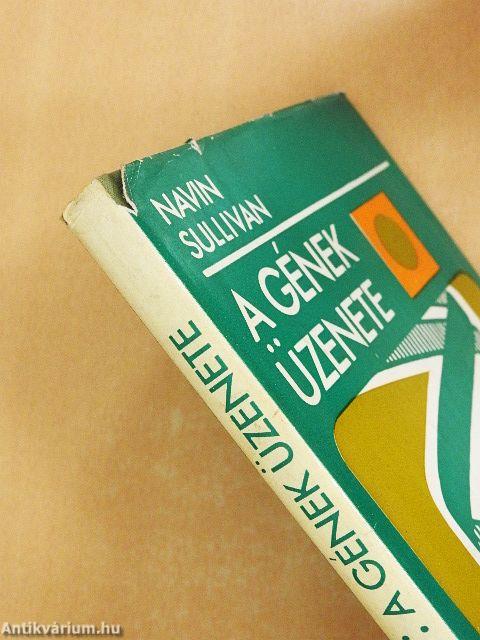 NAVIN
SULLIVAN
A GÉNEK
ÜZENETE
: A GÉNEK ÜZENETE
Antikvárium.hu